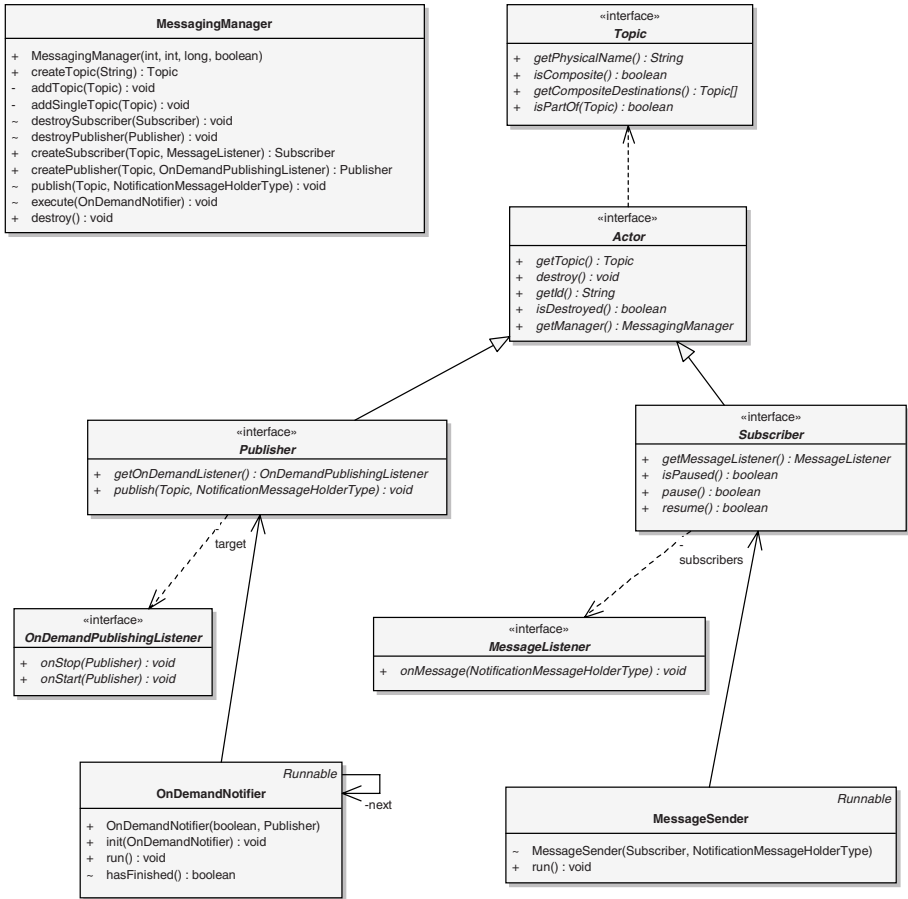 MessagingManager
+ MessagingManager(int, int, long, boolean)
+ createTopic(String) : Topic
- addTopic(Topic) : void
- addSingleTopic(Topic) : void
~ destroySubscriber(Subscriber) : void
~ destroyPublisher(Publisher) : void
+ createSubscriber(Topic, MessageListener) : Subscriber
+ createPublisher(Topic, OnDemandPublishingListener) : Publisher
~ publish(Topic, NotificationMessageHolderType) : void
~ execute(OnDemandNotifier) : void
+ destroy() : void
«interface»
Topic
+ getPhysicalName() : String
+ isComposite() : boolean
+ getCompositeDestinations() : Topic[]
+ isPartOf(Topic) : boolean
«interface»
Actor
+ getTopic() : Topic
+ destroy() : void
+ getId() : String
+ isDestroyed() : boolean
+ getManager() : MessagingManager
«interface»
Publisher
+ getOnDemandListener() : OnDemandPublishingListener
+ publish(Topic, NotificationMessageHolderType) : void
«interface»
Subscriber
+ getMessageListener() : MessageListener
+ isPaused() : boolean
+ pause() : boolean
+ resume() : boolean
-
target
-
subscribers
«interface»
OnDemandPublishingListener
+ onStop(Publisher) : void
+ onStart(Publisher) : void
«interface»
MessageListener
+ onMessage(NotificationMessageHolderType) : void
Runnable
OnDemandNotifier
+ OnDemandNotifier(boolean, Publisher)
+ init(OnDemandNotifier) : void
+ run() : void
~ hasFinished() : boolean
-next
Runnable
MessageSender
~ MessageSender(Subscriber, NotificationMessageHolderType)
+ run() : void